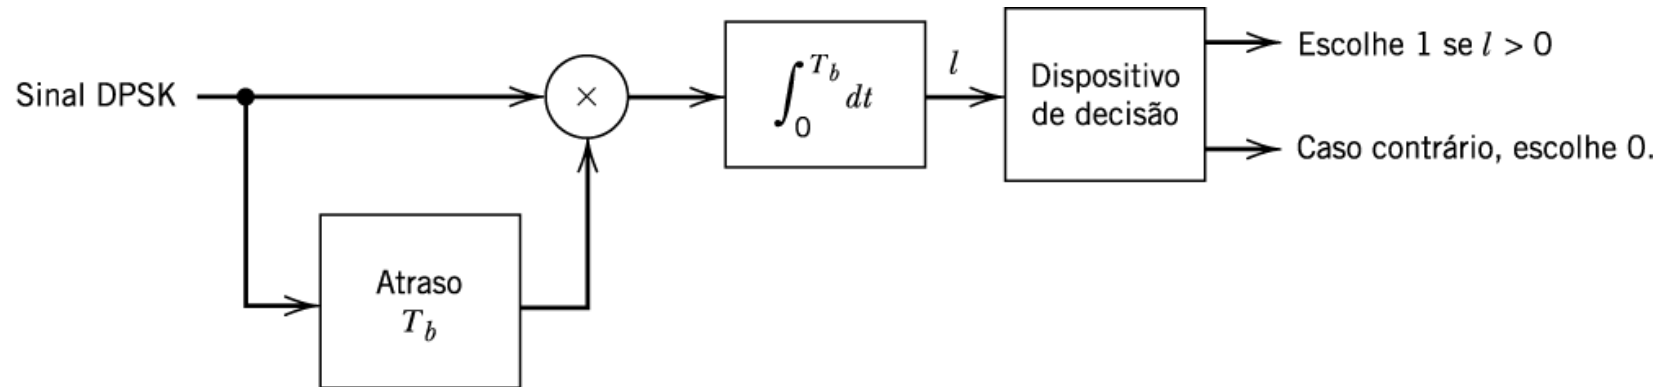 Sinal DPSK
×
∫₀^{T_b} dt
l
Dispositivo
de decisão
Escolhe 1 se l > 0
Caso contrário, escolhe 0.
Atraso
T_b